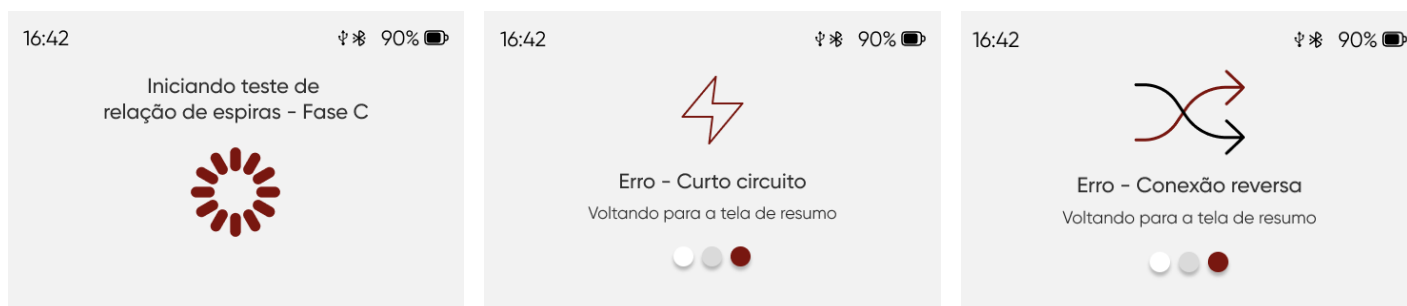 16:42
90%
Iniciando teste de
relação de espiras - Fase C
16:42
90%
Erro - Curto circuito
Voltando para a tela de resumo
16:42
90%
Erro - Conexão reversa
Voltando para a tela de resumo